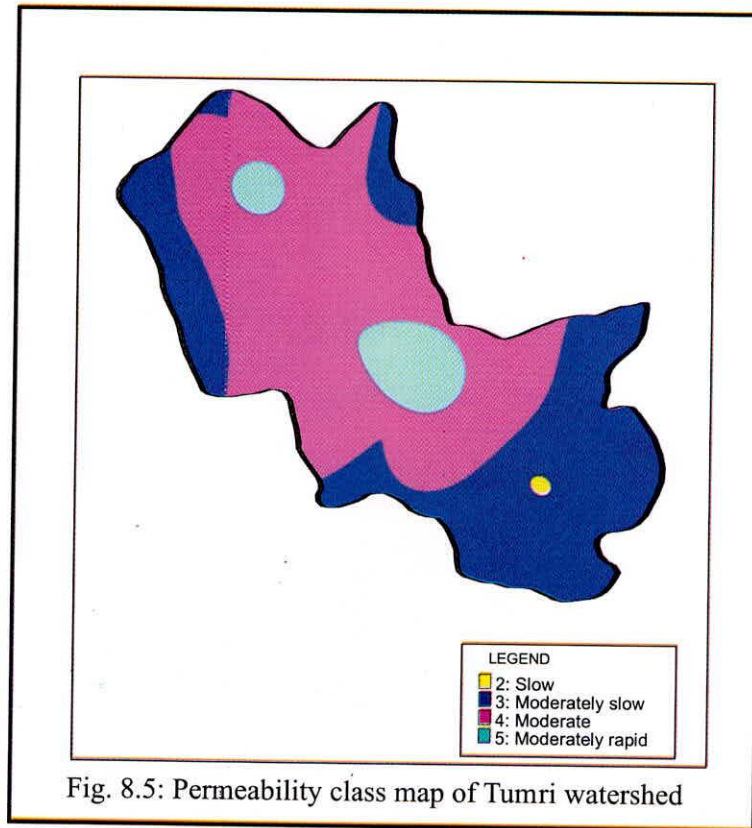 LEGEND
2: Slow
3: Moderately slow
4: Moderate
5: Moderately rapid
Fig. 8.5: Permeability class map of Tumri watershed